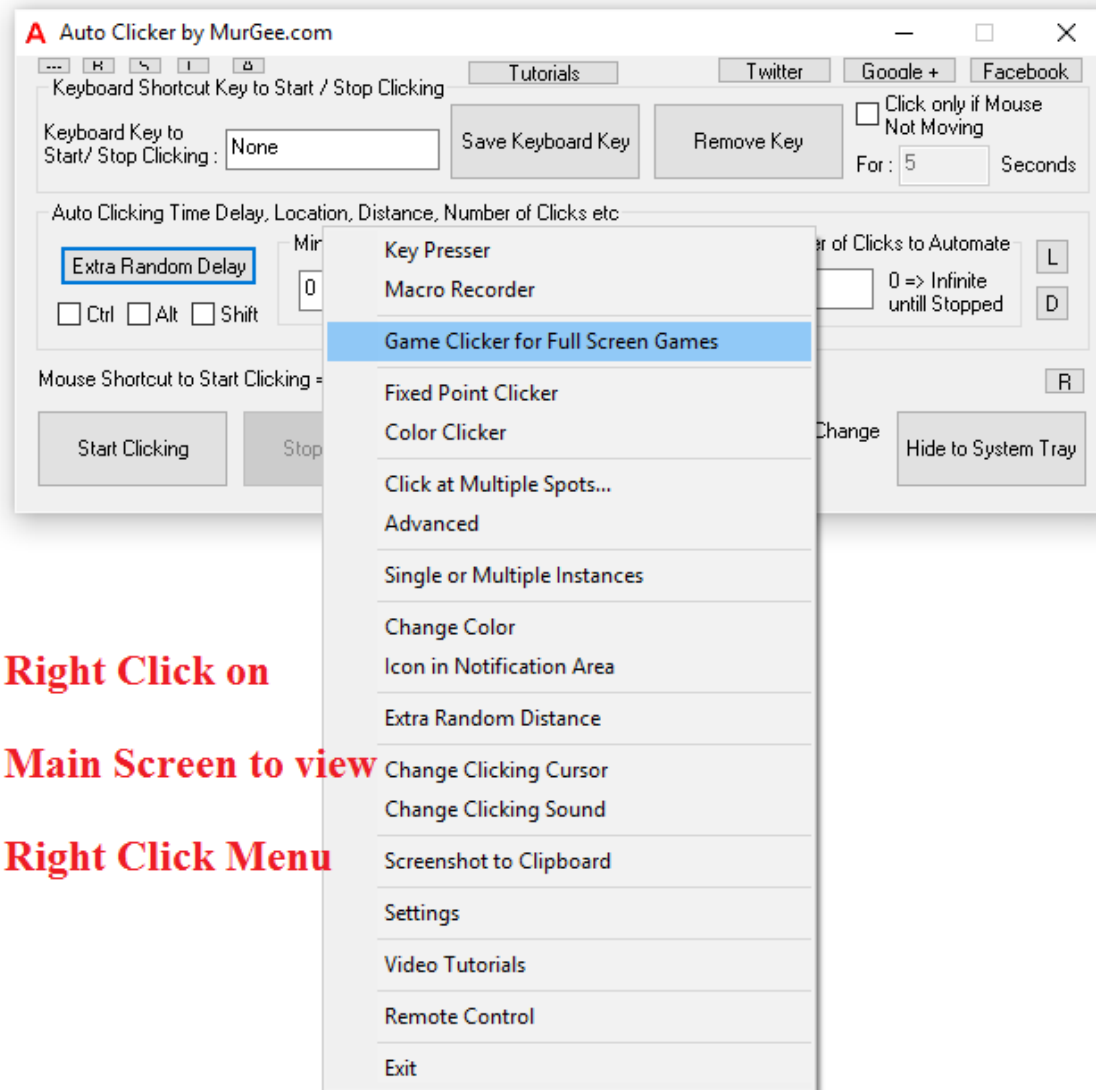 A Auto Clicker by MurGee.com
... R S
Tutorials Twitter Google + Facebook
Keyboard Shortcut Key to Start / Stop Clicking
Click only if Mouse
Not Moving
Keyboard Key to
Start/ Stop Clicking :
None
Save Keyboard Key
Remove Key
For : 5 Seconds
Auto Clicking Time Delay, Location, Distance, Number of Clicks etc
Extra Random Delay
0
of Clicks to Automate
0 => Infinite
untill Stopped
L
D
Ctrl Alt Shift
Mouse Shortcut to Start Clicking =
R
Start Clicking
Stop
Change
Hide to System Tray
Key Presser
Macro Recorder
Game Clicker for Full Screen Games
Fixed Point Clicker
Color Clicker
Click at Multiple Spots...
Advanced
Single or Multiple Instances
Change Color
Icon in Notification Area
Extra Random Distance
Change Clicking Cursor
Change Clicking Sound
Screenshot to Clipboard
Settings
Video Tutorials
Remote Control
Exit
Right Click on
Main Screen to view
Right Click Menu